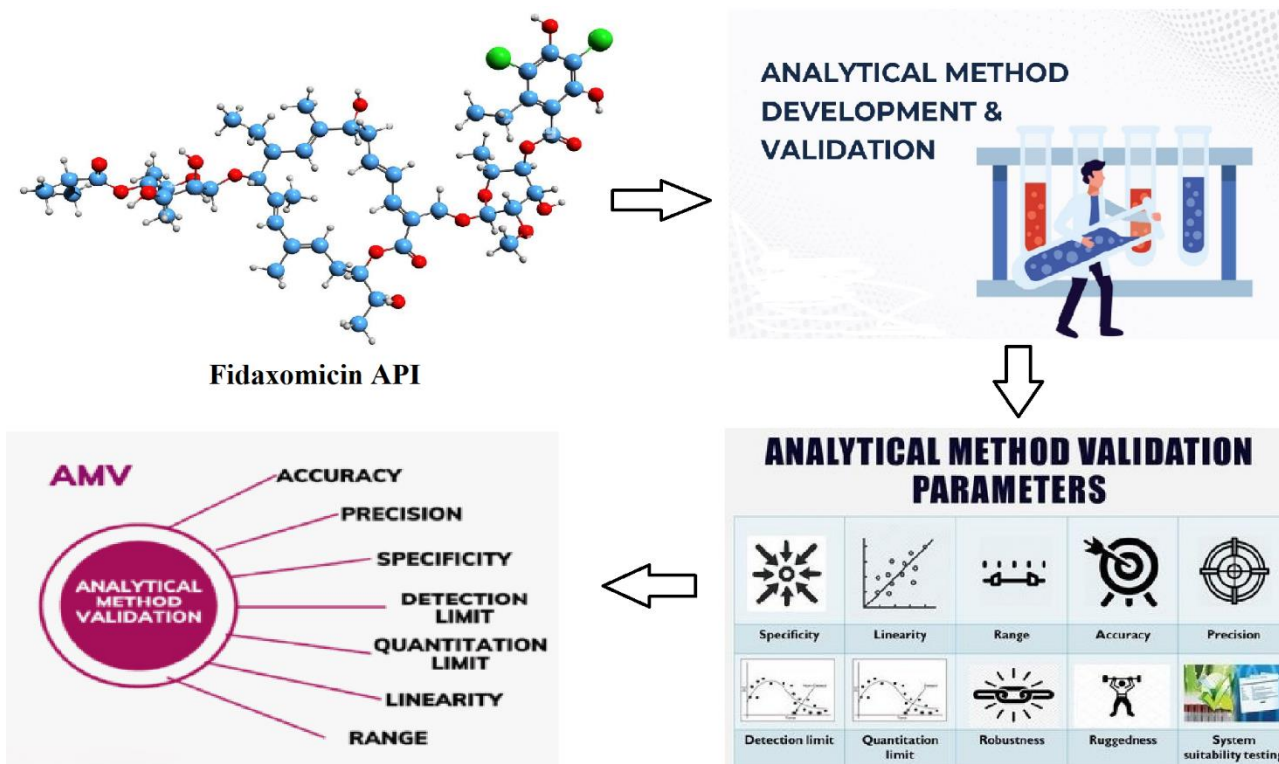 ANALYTICAL METHOD
DEVELOPMENT &
VALIDATION
Fidaxomicin API
ANALYTICAL METHOD VALIDATION
PARAMETERS
Specificity
Linearity
Range
Accuracy
Precision
Detection limit
Quantitation
limit
Robustness
Ruggedness
System
suitability testing
AMV
ANALYTICAL
METHOD
VALIDATION
ACCURACY
PRECISION
SPECIFICITY
DETECTION
LIMIT
QUANTITATION
LIMIT
LINEARITY
RANGE